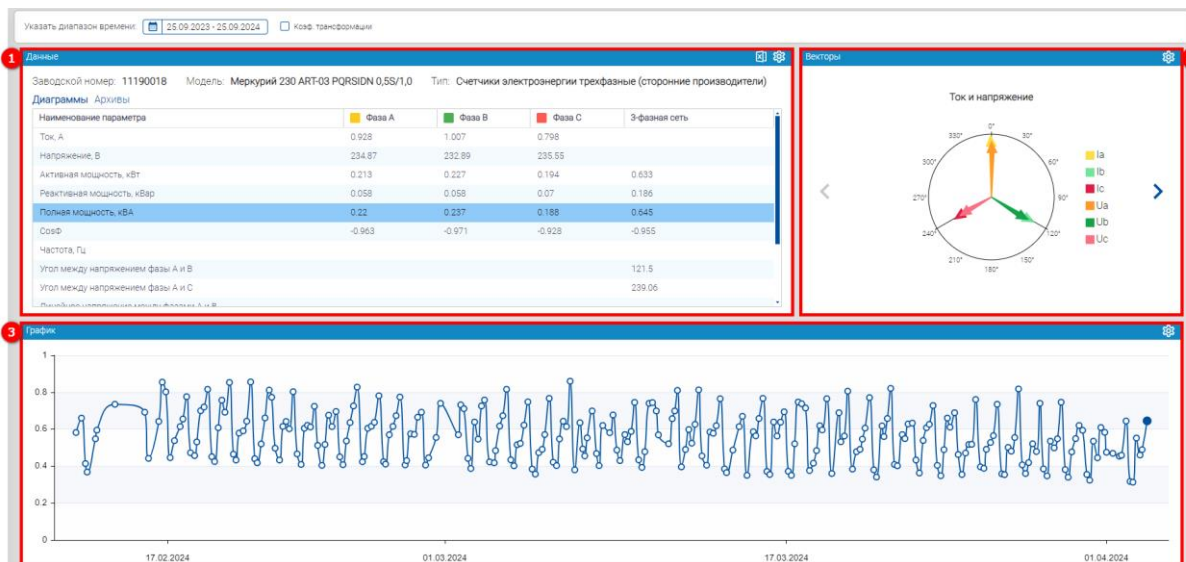 Указать диапазон времени: 25.09.2023 - 25.09.2024 Коэф. трансформации
1 Данные
Заводской номер: 11190018 Модель: Меркурий 230 ART-03 PQRSIDN 0,5S/1,0 Тип: Счетчики электроэнергии трехфазные (сторонние производители)
Диаграммы Архивы
Наименование параметра Фаза A Фаза B Фаза C 3-фазная сеть
Ток, А 0.928 1.007 0.798
Напряжение, В 234.87 232.89 235.55
Активная мощность, кВт 0.213 0.227 0.194 0.633
Реактивная мощность, кВар 0.058 0.058 0.07 0.186
Полная мощность, кВА 0.22 0.237 0.188 0.645
CosФ -0.963 -0.971 -0.928 -0.955
Частота, Гц
Угол между напряжением фазы А и В 121.5
Угол между напряжением фазы А и С 239.06
Линейное напряжение между фазами А и В
Векторы
Ток и напряжение
0°
330° 30°
300° 60°
270° 90°
240° 120°
210° 150°
180°
Ia
Ib
Ic
Ua
Ub
Uc
3 График
1
0.8
0.6
0.4
0.2
0
17.02.2024 01.03.2024 17.03.2024 01.04.2024